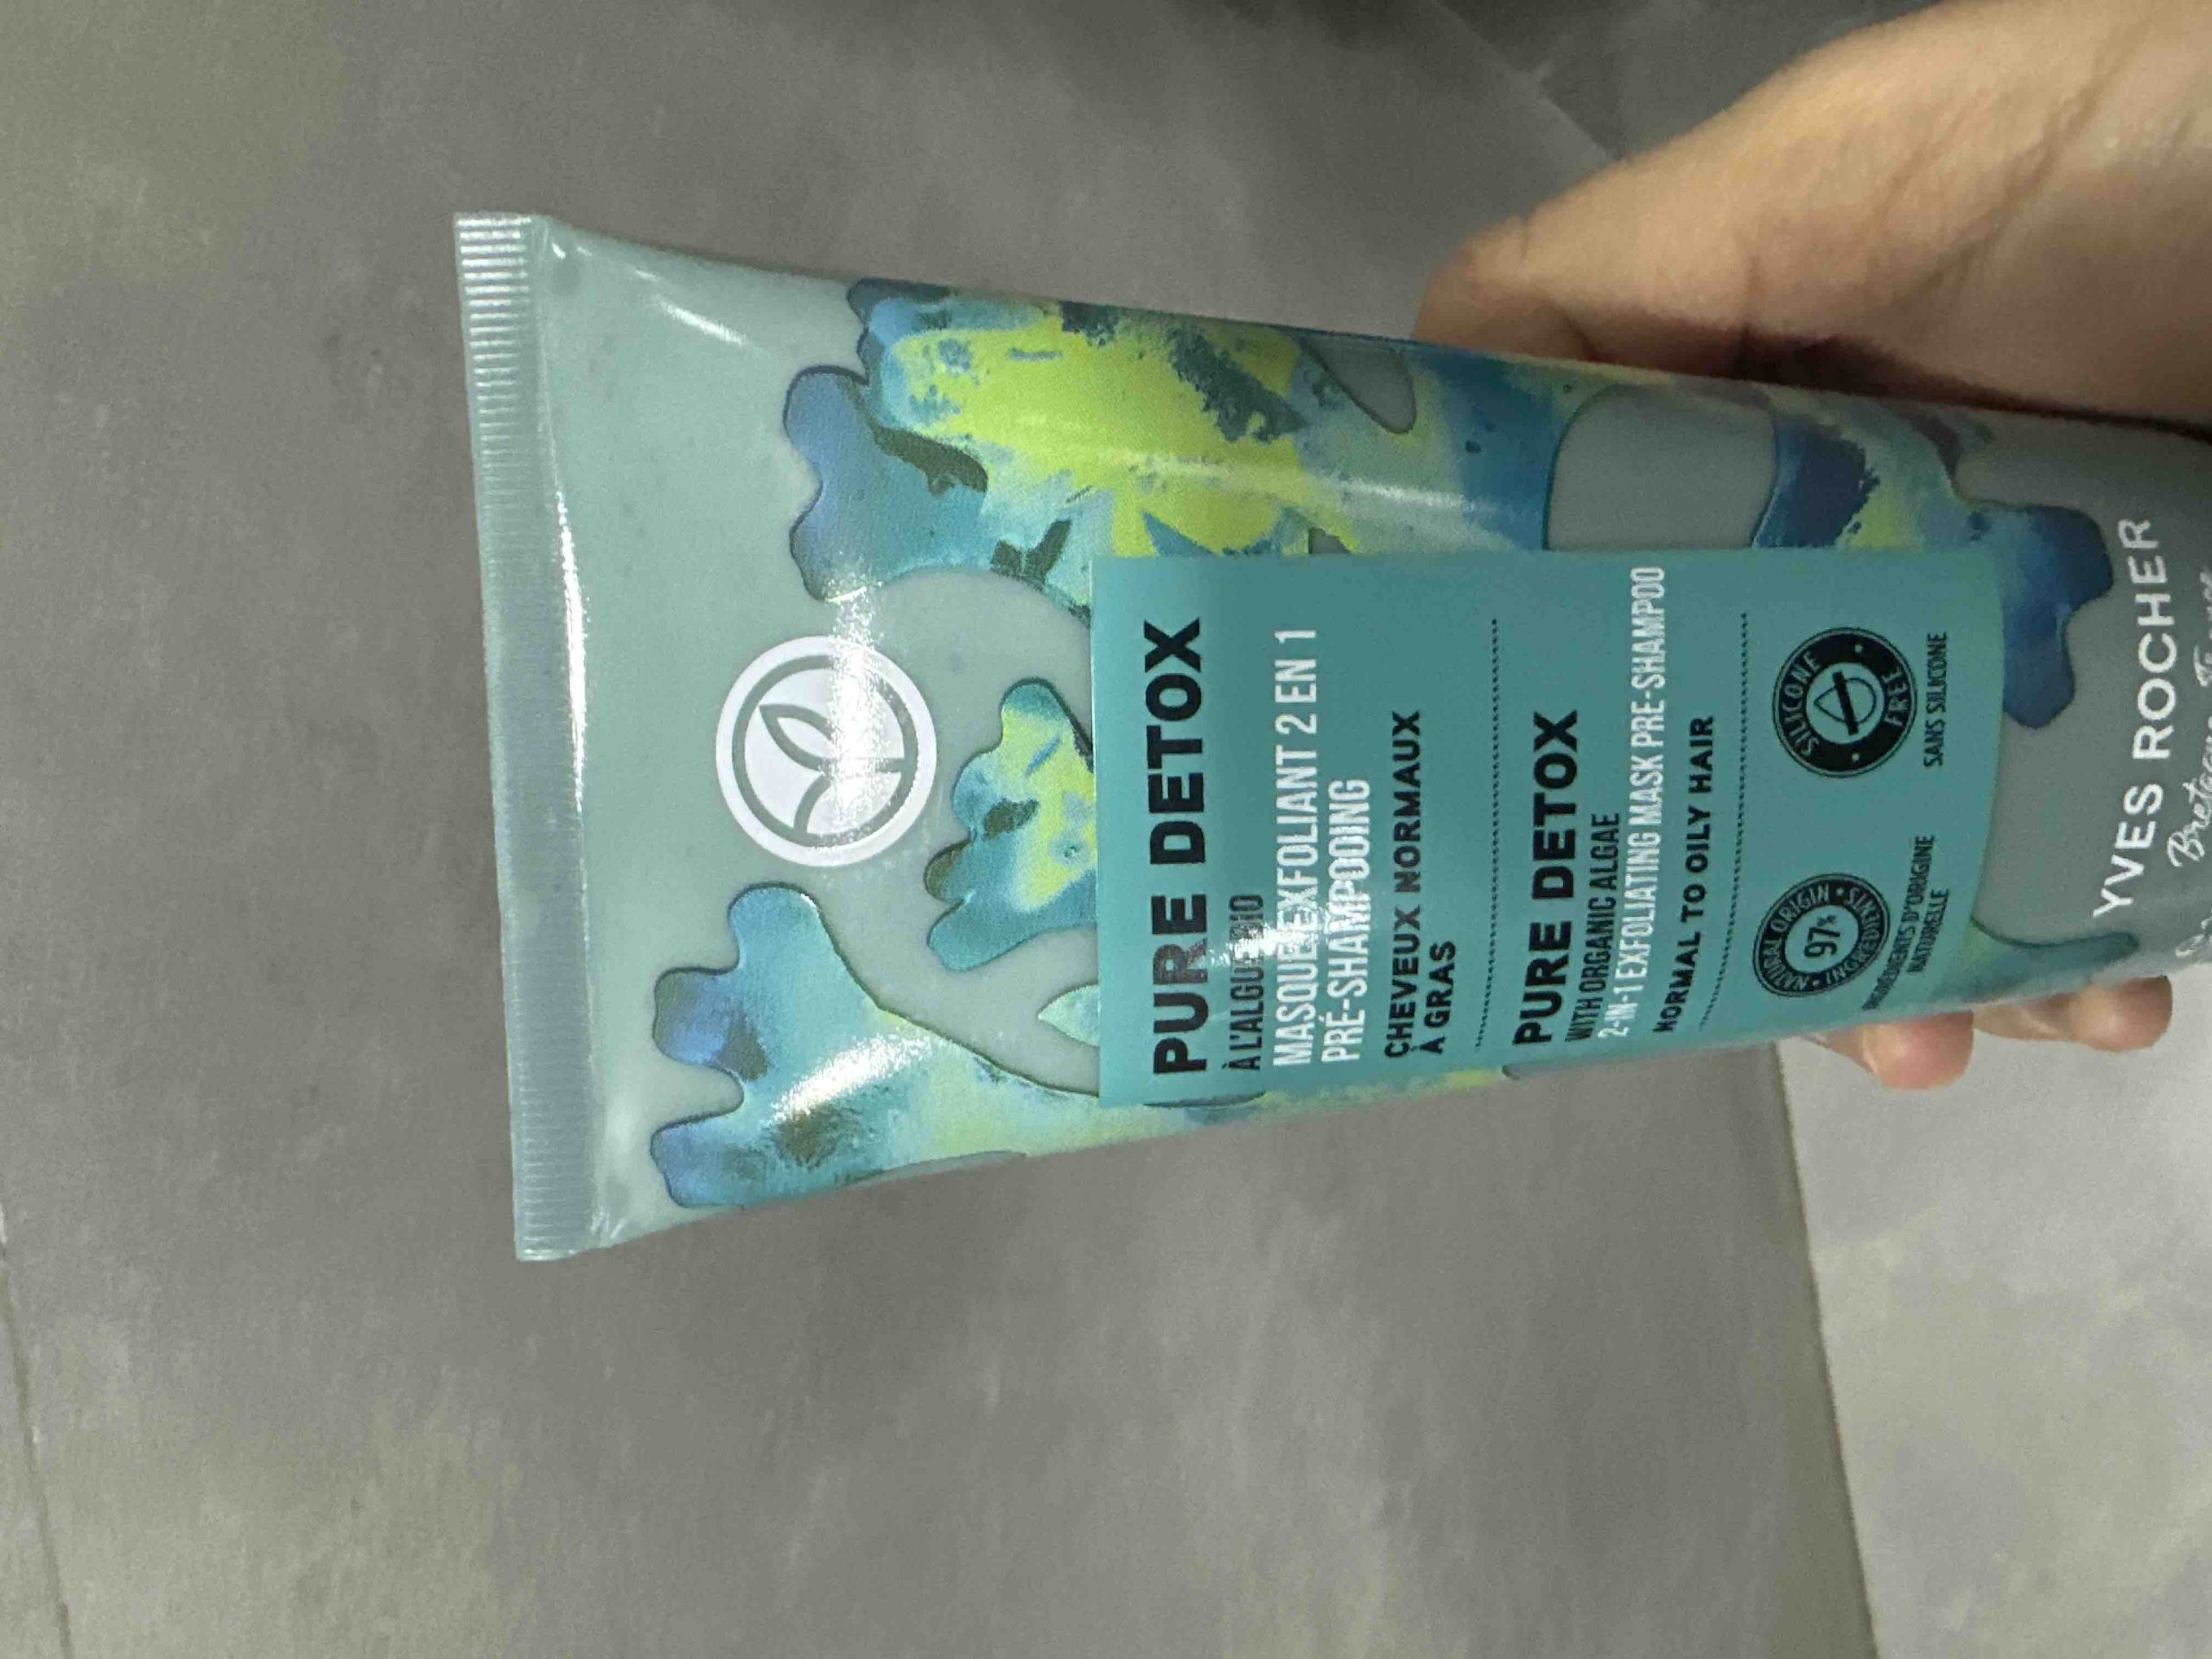 PURE DETOX
À L'ALGUE BIO
MASQUE EXFOLIANT 2 EN 1
PRÉ-SHAMPOOING
CHEVEUX NORMAUX
À GRAS
PURE DETOX
WITH ORGANIC ALGAE
2-IN-1 EXFOLIATING MASK PRE-SHAMPOO
NORMAL TO OILY HAIR
NATURAL ORIGIN • INGREDIENTS •
97%
INGRÉDIENTS D'ORIGINE
NATURELLE
SILICONE
FREE
SANS SILICONE
YVES ROCHER